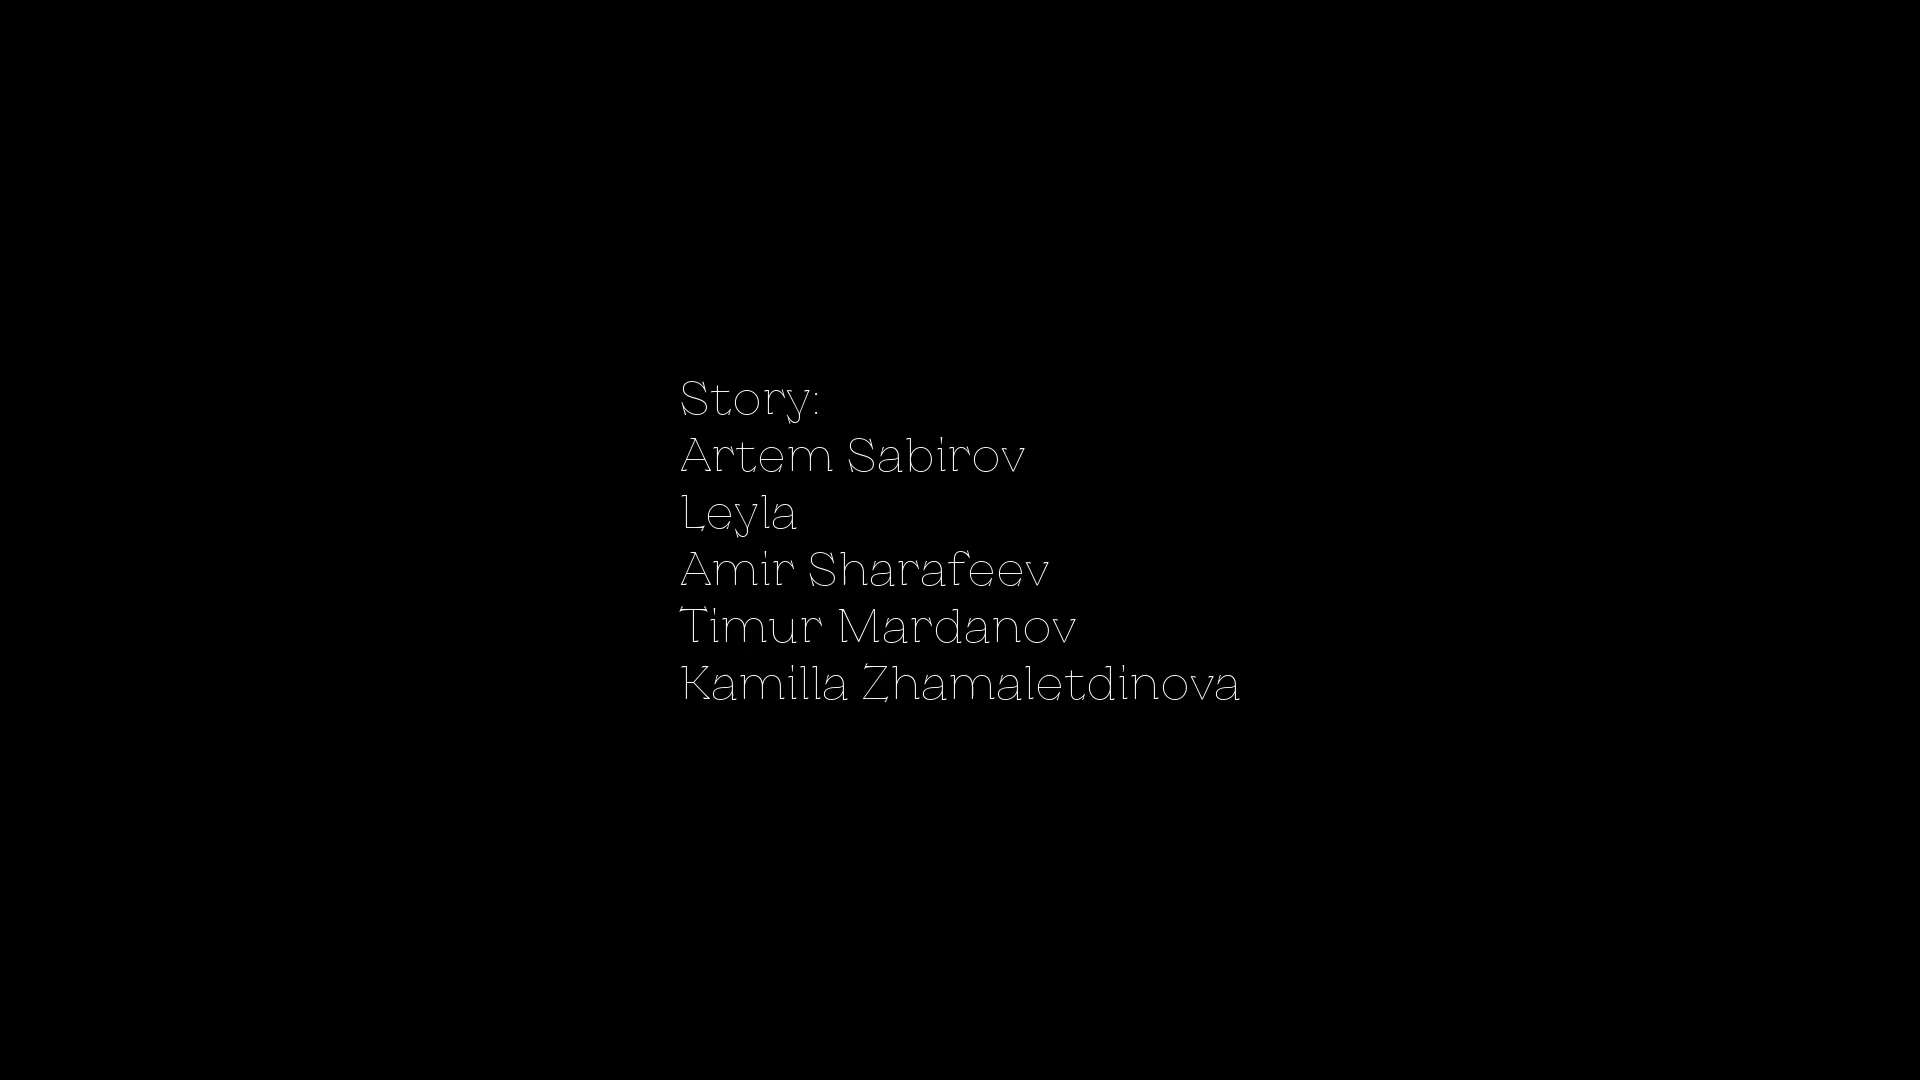 Story:
Artem Sabirov
Leyla
Amir Sharafeev
Timur Mardanov
Kamilla Zhamaletdinova